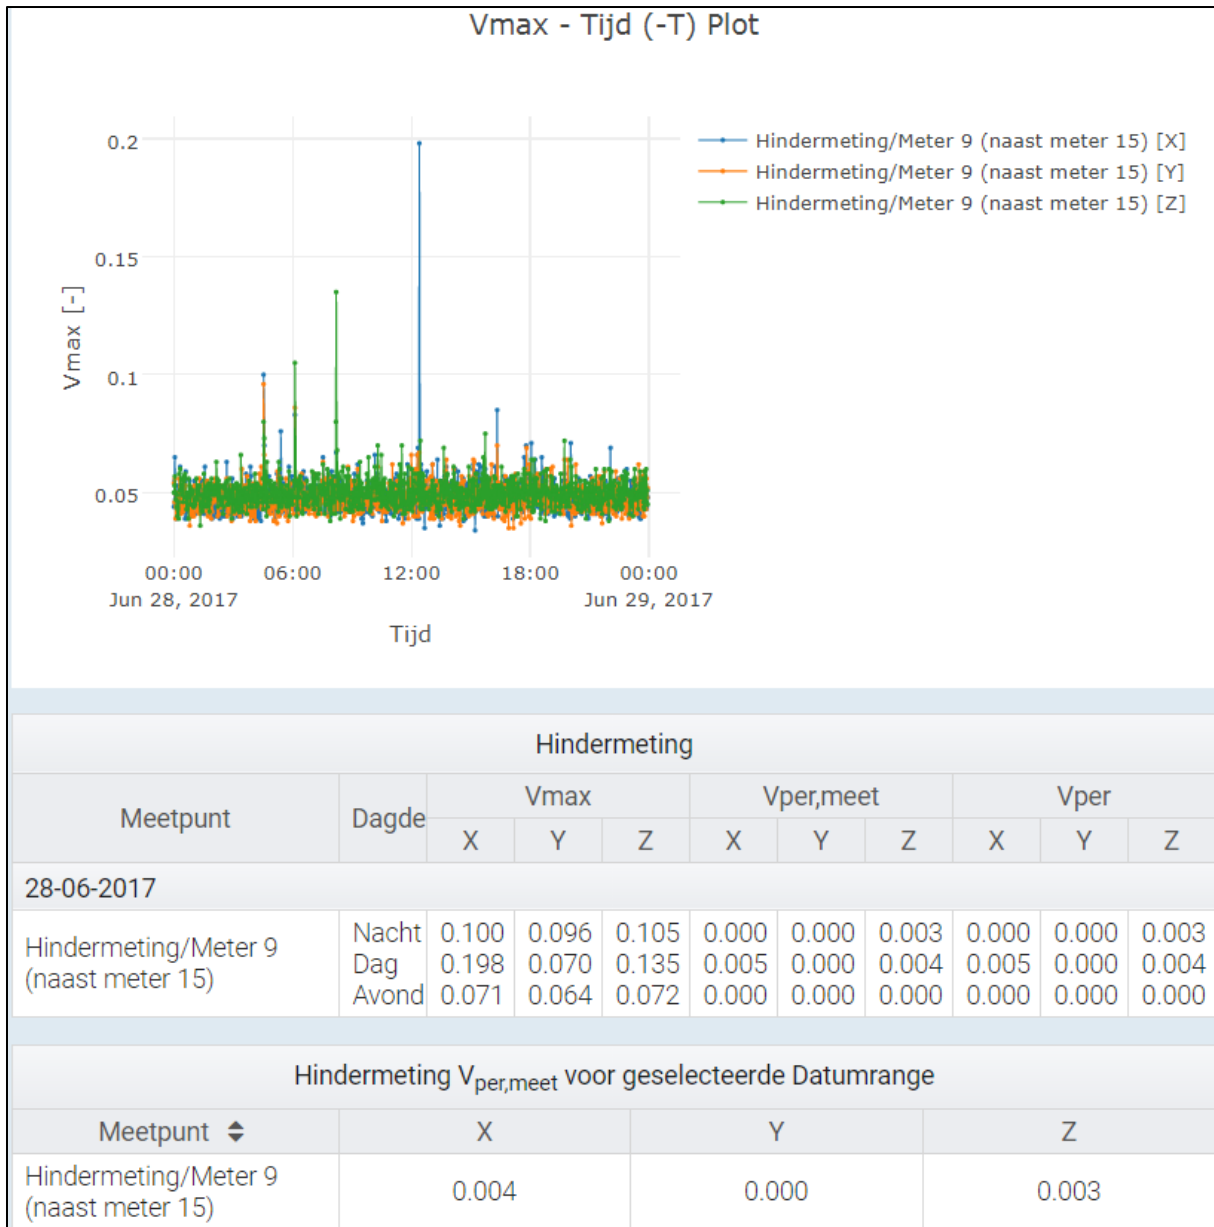 Vmax - Tijd (-T) Plot
Hindermeting/Meter 9 (naast meter 15) [X]
Hindermeting/Meter 9 (naast meter 15) [Y]
Hindermeting/Meter 9 (naast meter 15) [Z]
0.2
0.15
0.1
0.05
Vmax [-]
00:00 06:00 12:00 18:00 00:00
Jun 28, 2017 Jun 29, 2017
Tijd
Hindermeting
Meetpunt Dagde Vmax Vper,meet Vper
X Y Z X Y Z X Y Z
28-06-2017
Hindermeting/Meter 9
(naast meter 15)
Nacht 0.100 0.096 0.105 0.000 0.000 0.003 0.000 0.000 0.003
Dag 0.198 0.070 0.135 0.005 0.000 0.004 0.005 0.000 0.004
Avond 0.071 0.064 0.072 0.000 0.000 0.000 0.000 0.000 0.000
Hindermeting Vper,meet voor geselecteerde Datumrange
Meetpunt X Y Z
Hindermeting/Meter 9
(naast meter 15)
0.004 0.000 0.003